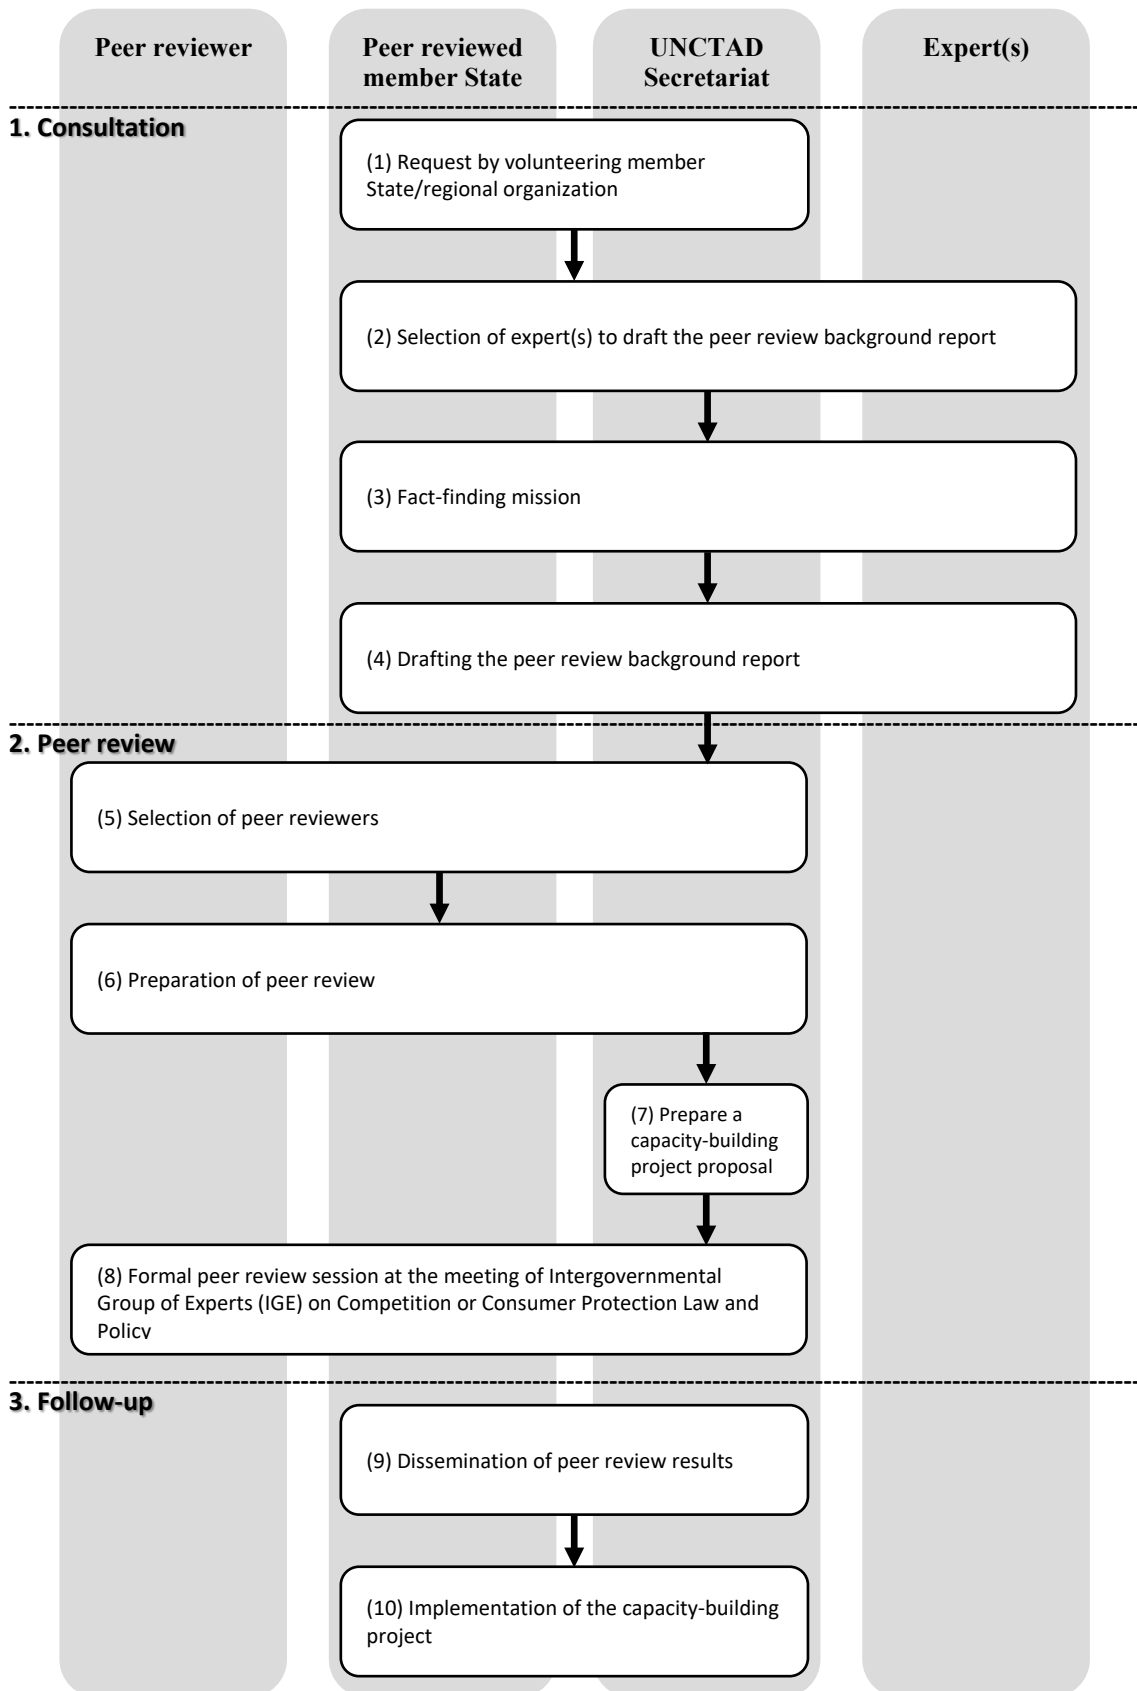 Peer reviewer
Peer reviewed
member State
UNCTAD
Secretariat
Expert(s)
1. Consultation
(1) Request by volunteering member
State/regional organization
(2) Selection of expert(s) to draft the peer review background report
(3) Fact-finding mission
(4) Drafting the peer review background report
2. Peer review
(5) Selection of peer reviewers
(6) Preparation of peer review
(7) Prepare a
capacity-building
project proposal
(8) Formal peer review session at the meeting of Intergovernmental
Group of Experts (IGE) on Competition or Consumer Protection Law and
Policy
3. Follow-up
(9) Dissemination of peer review results
(10) Implementation of the capacity-building
project